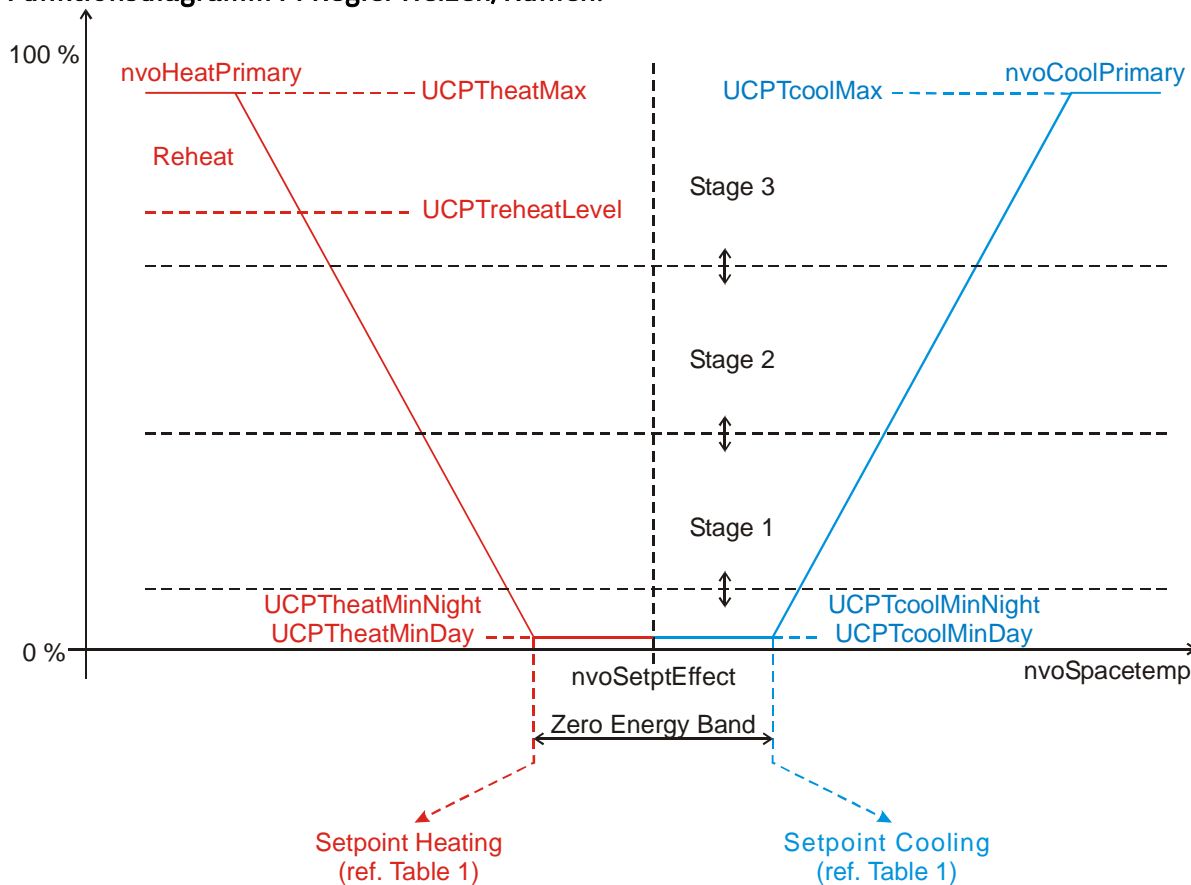 100 %
nvoHeatPrimary
nvoCoolPrimary
UCPTheatMax
UCPTcoolMax
Reheat
Stage 3
UCPTreheatLevel
Stage 2
Stage 1
UCPTheatMinNight
UCPTcoolMinNight
UCPTheatMinDay
UCPTcoolMinDay
0 %
nvoSetptEffect
nvoSpacetemp
Zero Energy Band
Setpoint Heating
(ref. Table 1)
Setpoint Cooling
(ref. Table 1)